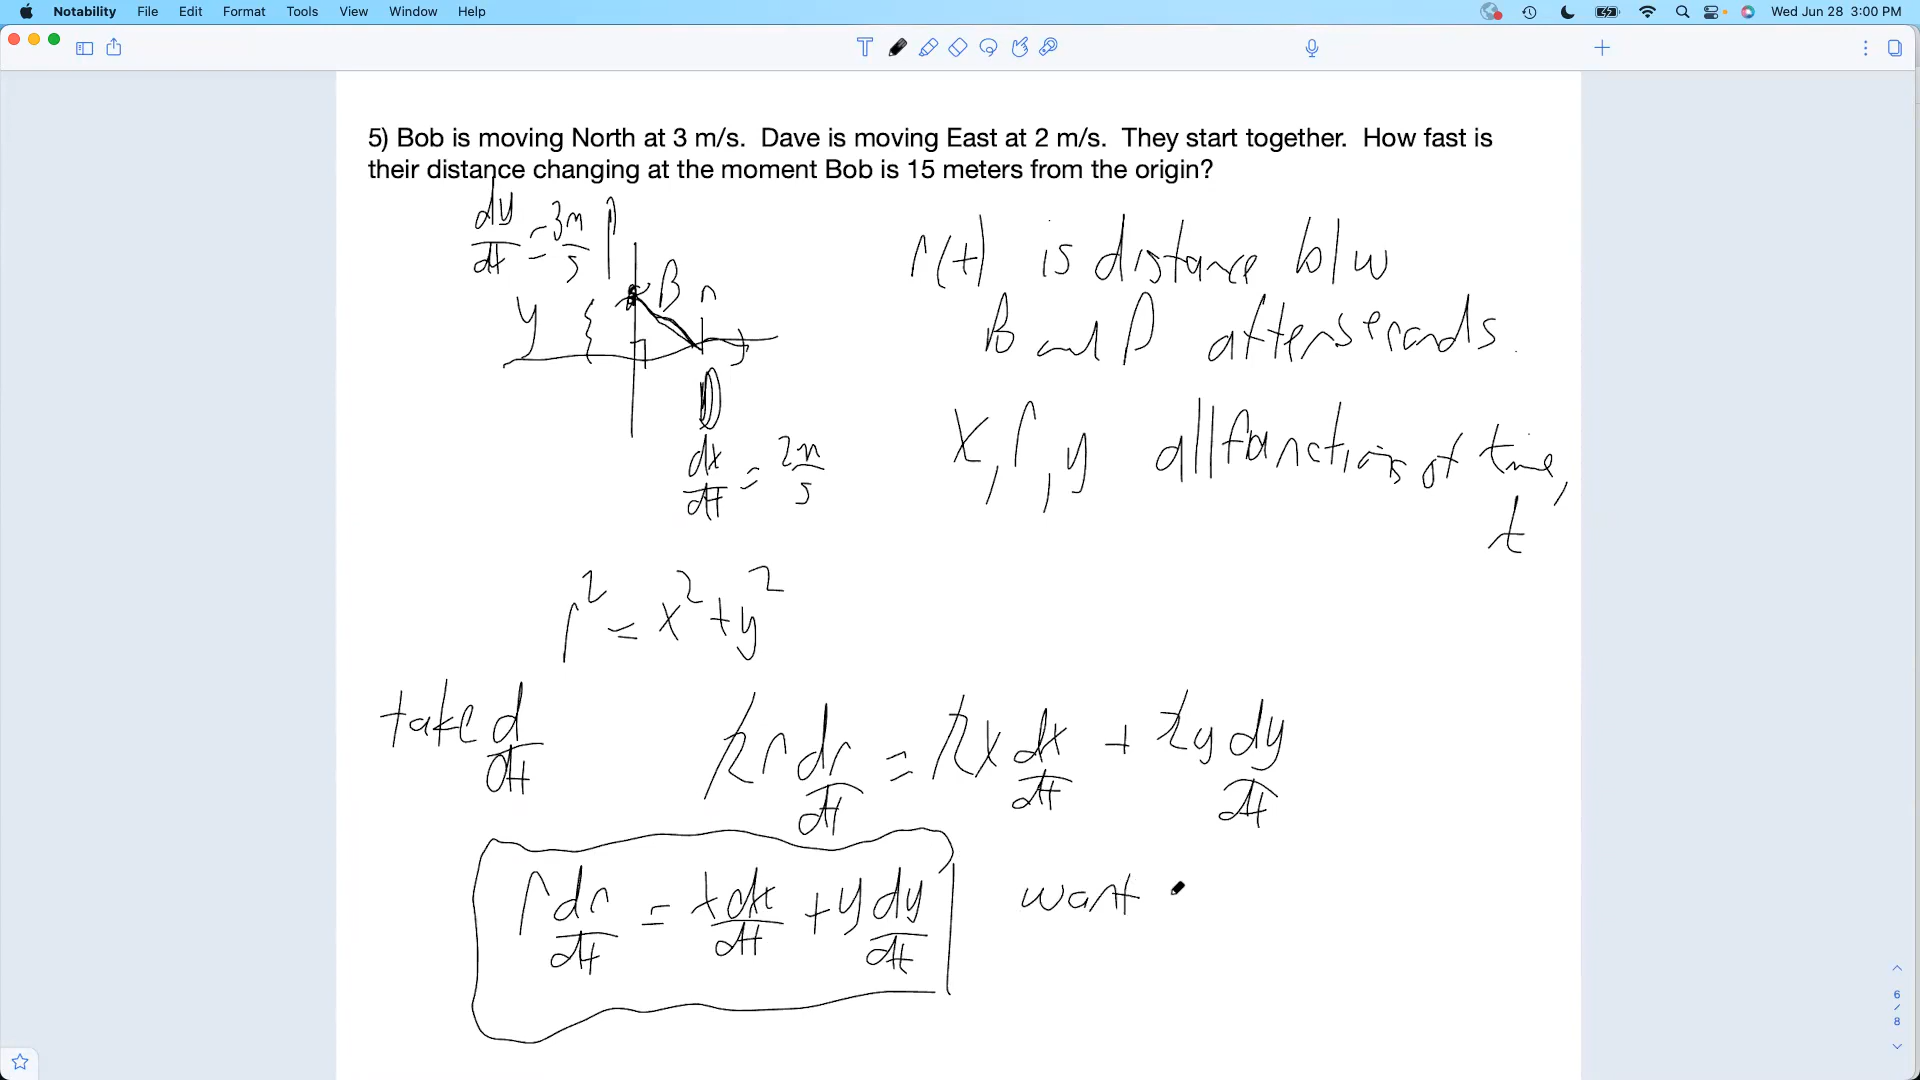 Notability File Edit Format Tools View Window Help Wed Jun 28 3:00 PM
5) Bob is moving North at 3 m/s. Dave is moving East at 2 m/s. They start together. How fast is
their distance changing at the moment Bob is 15 meters from the origin?
dy/dt = 3m/s
B r
y
D
dx/dt = 2m/s
r(t) is distance b/w
B and D after seconds.
x, r, y all functions of time,
t
r² = x² + y²
take d/dt 2r dr/dt = 2x dx/dt + 2y dy/dt
r dr/dt = x dx/dt + y dy/dt want
6
/
8